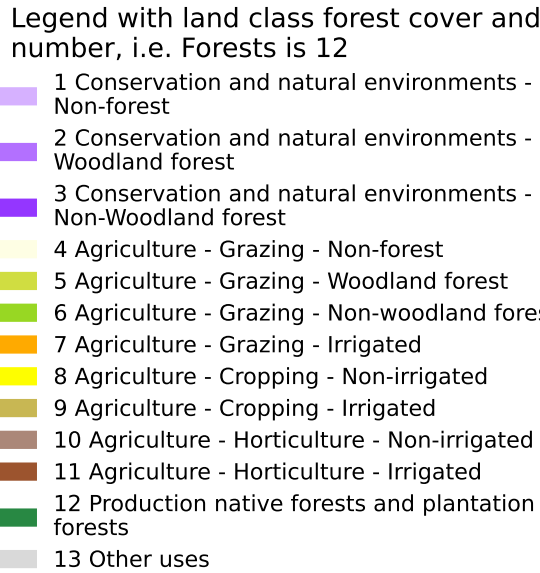 Legend with land class forest cover and
number, i.e. Forests is 12
1 Conservation and natural environments -
Non-forest
2 Conservation and natural environments -
Woodland forest
3 Conservation and natural environments -
Non-Woodland forest
4 Agriculture - Grazing - Non-forest
5 Agriculture - Grazing - Woodland forest
6 Agriculture - Grazing - Non-woodland fores
7 Agriculture - Grazing - Irrigated
8 Agriculture - Cropping - Non-irrigated
9 Agriculture - Cropping - Irrigated
10 Agriculture - Horticulture - Non-irrigated
11 Agriculture - Horticulture - Irrigated
12 Production native forests and plantation
forests
13 Other uses